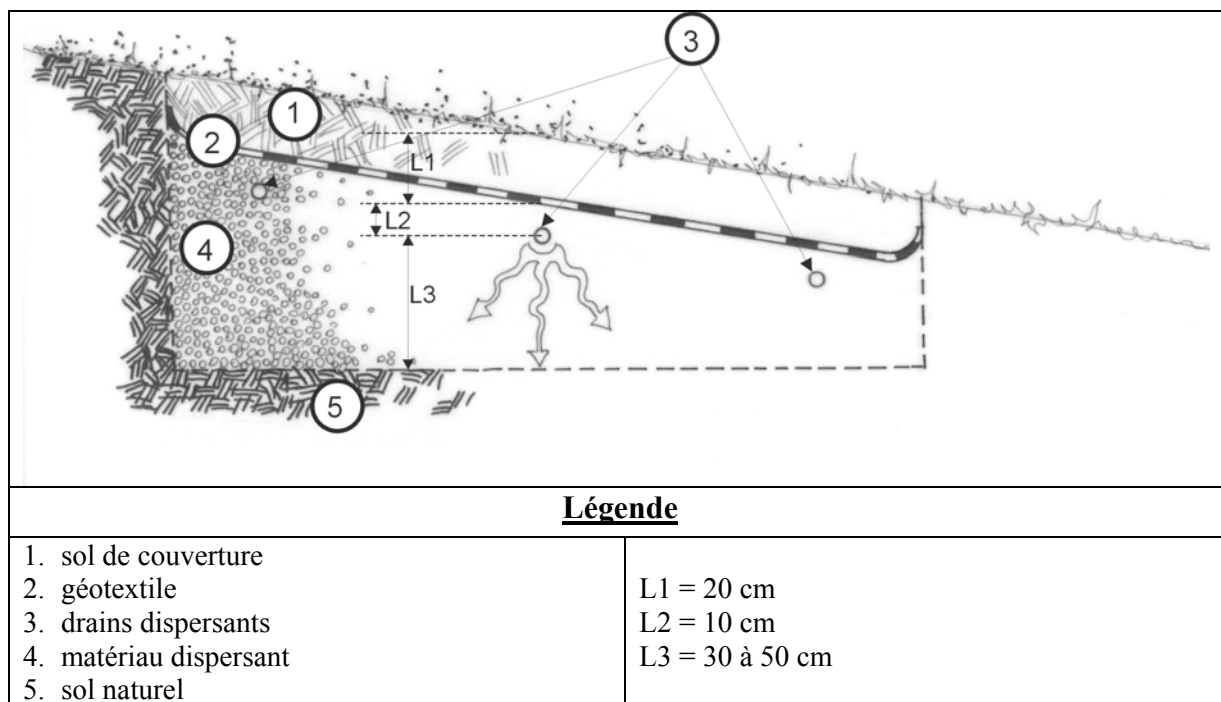 3
1
2
L1
L2
4
L3
5
Légende
1. sol de couverture
2. géotextile
3. drains dispersants
4. matériau dispersant
5. sol naturel
L1 = 20 cm
L2 = 10 cm
L3 = 30 à 50 cm